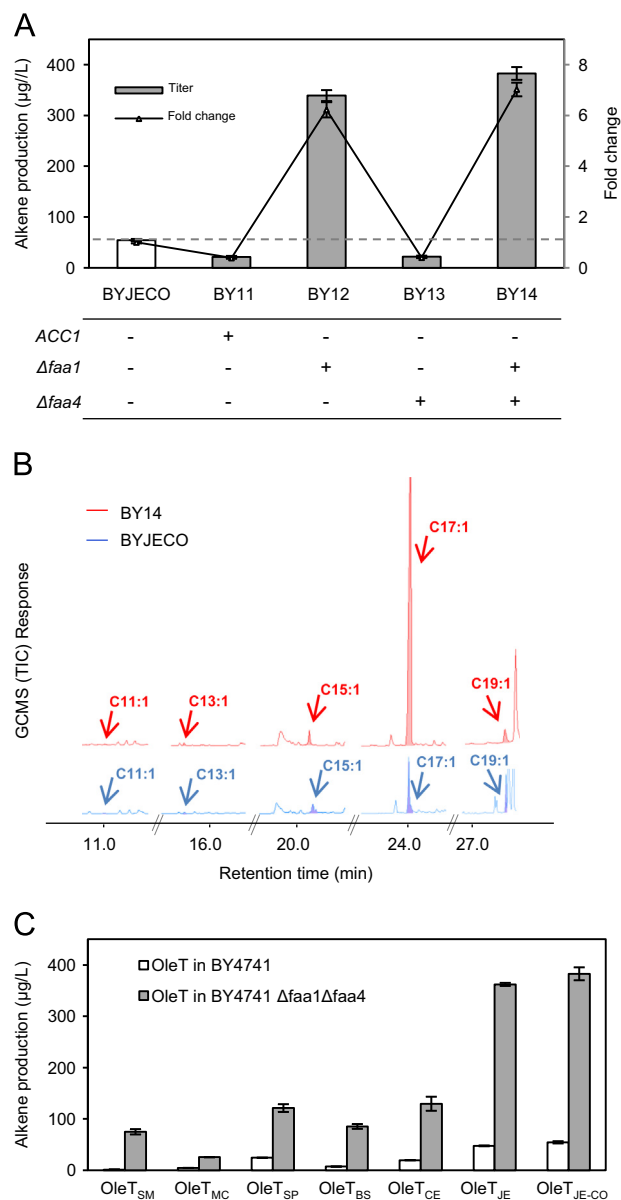 A
Alkene production (µg//L)
Fold change
400
300
200
100
0
8
6
4
2
0
Titer
Fold change
BYJECO BY11 BY12 BY13 BY14
ACC1 - + - - -
Δfaa1 - - + - +
Δfaa4 - - - + +
B
BY14
BYJECO
GCMS (TIC) Response
C11:1 C13:1 C15:1 C17:1 C19:1
C11:1 C13:1 C15:1 C17:1 C19:1
11.0 16.0 20.0 24.0 27.0
Retention time (min)
C
Alkene production (µg/L)
400
300
200
100
0
OleT in BY4741
OleT in BY4741 Δfaa1Δfaa4
OleTSM OleTMC OleTSP OleTBS OleTCE OleTJE OleTJE-CO